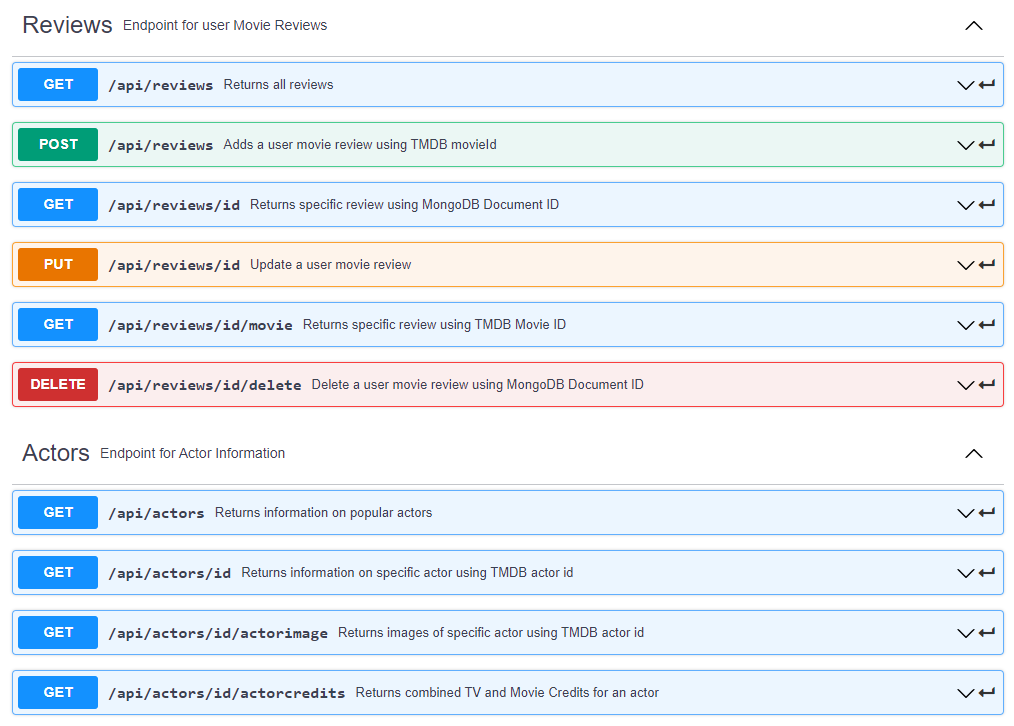 Reviews Endpoint for user Movie Reviews
GET /api/reviews Returns all reviews
POST /api/reviews Adds a user movie review using TMDB movieId
GET /api/reviews/id Returns specific review using MongoDB Document ID
PUT /api/reviews/id Update a user movie review
GET /api/reviews/id/movie Returns specific review using TMDB Movie ID
DELETE /api/reviews/id/delete Delete a user movie review using MongoDB Document ID
Actors Endpoint for Actor Information
GET /api/actors Returns information on popular actors
GET /api/actors/id Returns information on specific actor using TMDB actor id
GET /api/actors/id/actorimage Returns images of specific actor using TMDB actor id
GET /api/actors/id/actorcredits Returns combined TV and Movie Credits for an actor